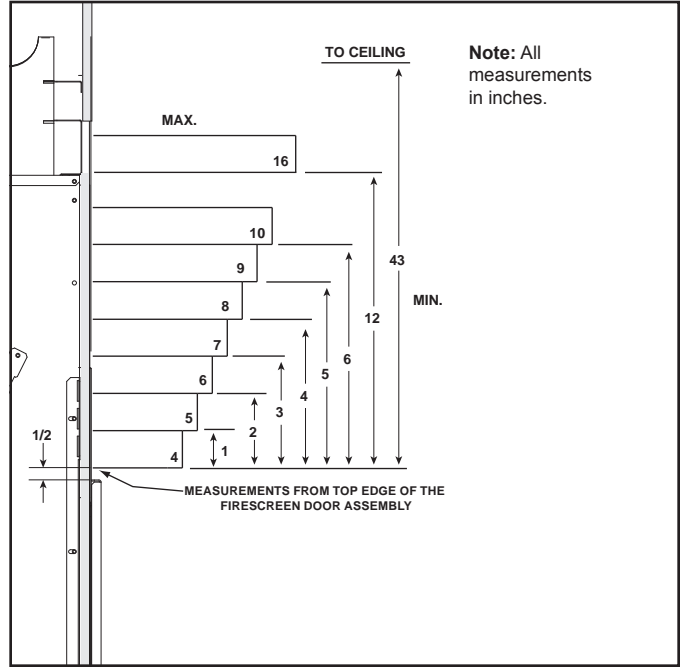 TO CEILING
Note: All
measurements
in inches.
MAX.
16
10
9
8
7
6
5
4
1
2
3
4
5
6
12
43
MIN.
1/2
MEASUREMENTS FROM TOP EDGE OF THE
FIRESCREEN DOOR ASSEMBLY